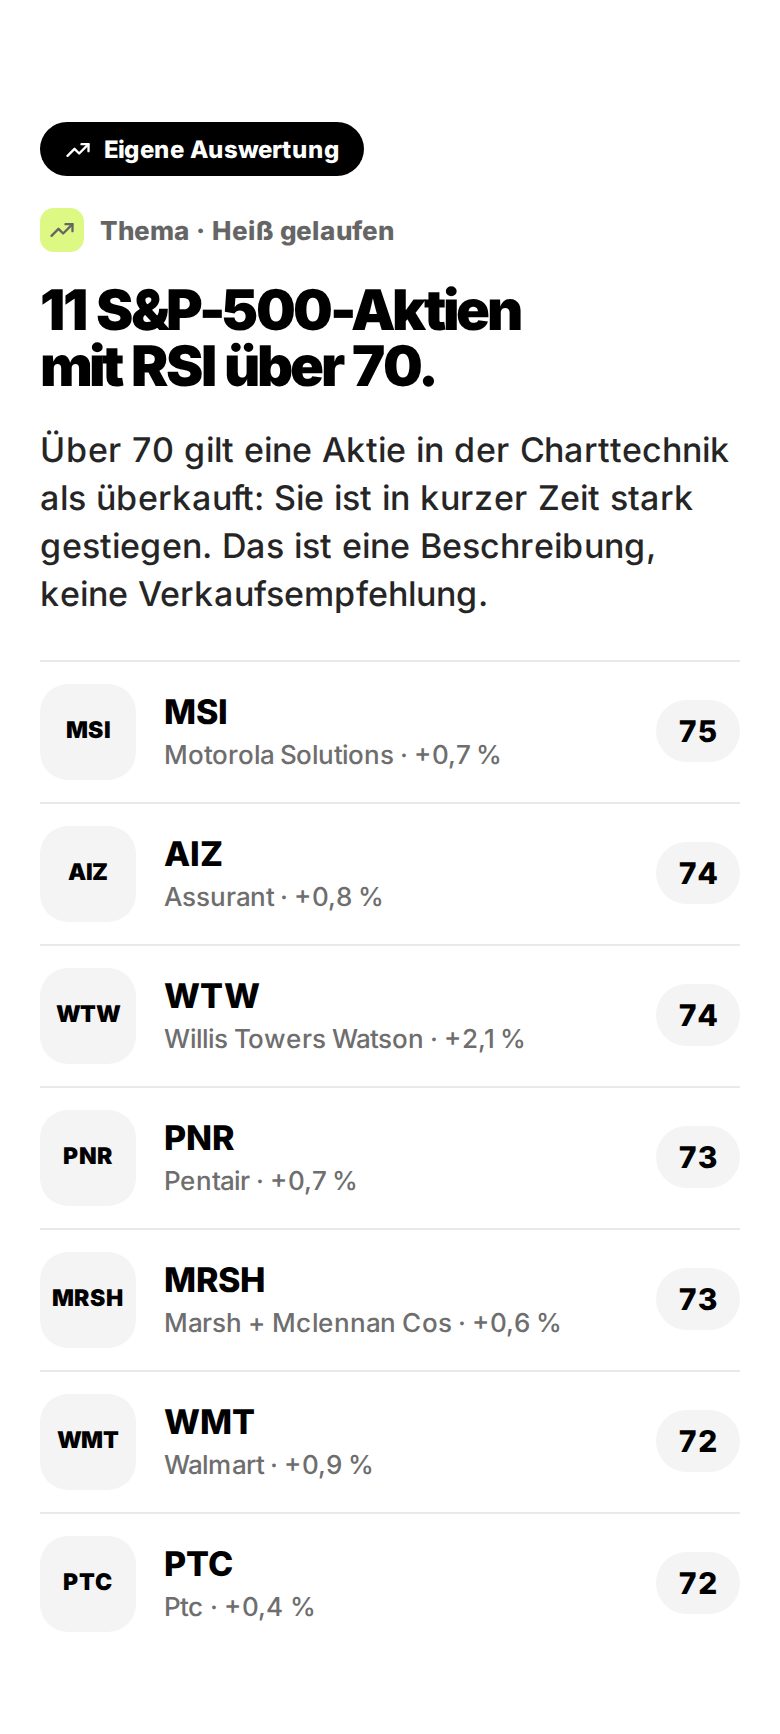 Eigene Auswertung
Thema · Heiß gelaufen
11 S&P-500-Aktien
mit RSI über 70.
Über 70 gilt eine Aktie in der Charttechnik
als überkauft: Sie ist in kurzer Zeit stark
gestiegen. Das ist eine Beschreibung,
keine Verkaufsempfehlung.
MSI
MSI
Motorola Solutions · +0,7 %
75
AIZ
AIZ
Assurant · +0,8 %
74
WTW
WTW
Willis Towers Watson · +2,1 %
74
PNR
PNR
Pentair · +0,7 %
73
MRSH
MRSH
Marsh + Mclennan Cos · +0,6 %
73
WMT
WMT
Walmart · +0,9 %
72
PTC
PTC
Ptc · +0,4 %
72